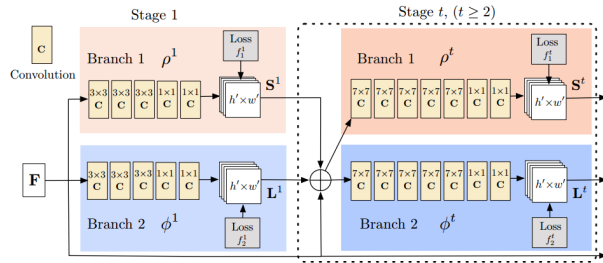 Stage 1
Stage t, (t ≥ 2)
C
Convolution
Branch 1 ρ¹
Loss
f₁¹
3×3 3×3 3×3 1×1 1×1
C C C C C
h′×w′
S¹
Branch 1 ρᵗ
Loss
f₁ᵗ
7×7 7×7 7×7 7×7 7×7 1×1 1×1
C C C C C C C
h′×w′
Sᵗ
F
3×3 3×3 3×3 1×1 1×1
C C C C C
h′×w′
L¹
Branch 2 ϕ¹
Loss
f₂¹
7×7 7×7 7×7 7×7 7×7 1×1 1×1
C C C C C C C
h′×w′
Lᵗ
Branch 2 ϕᵗ
Loss
f₂ᵗ